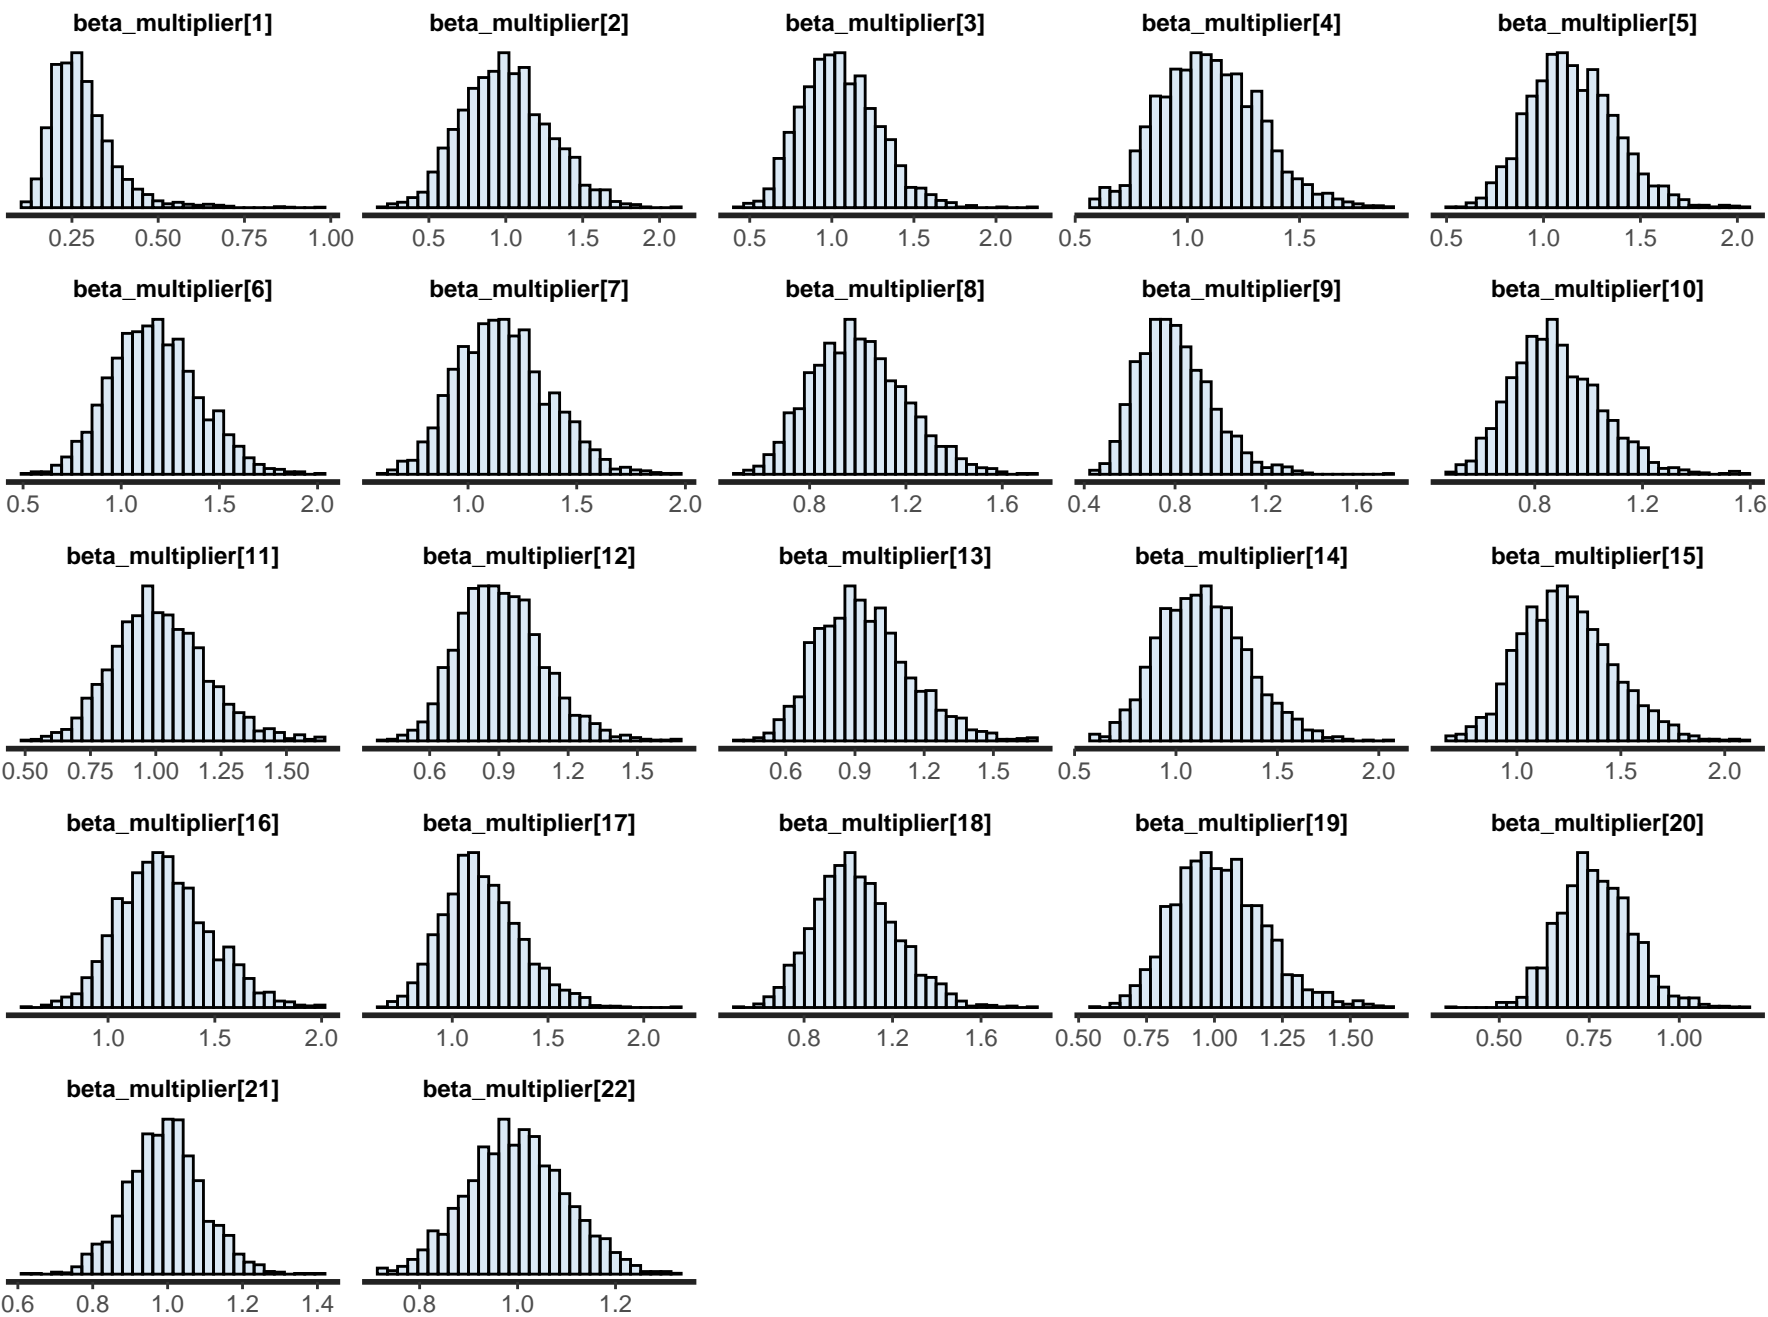 beta_multiplier[1] beta_multiplier[2] beta_multiplier[3] beta_multiplier[4] beta_multiplier[5]
0.25 0.50 0.75 1.00 0.5 1.0 1.5 2.0 0.5 1.0 1.5 2.0 0.5 1.0 1.5 0.5 1.0 1.5 2.0
beta_multiplier[6] beta_multiplier[7] beta_multiplier[8] beta_multiplier[9] beta_multiplier[10]
0.5 1.0 1.5 2.0 1.0 1.5 2.0 0.8 1.2 1.6 0.4 0.8 1.2 1.6 0.8 1.2 1.6
beta_multiplier[11] beta_multiplier[12] beta_multiplier[13] beta_multiplier[14] beta_multiplier[15]
0.50 0.75 1.00 1.25 1.50 0.6 0.9 1.2 1.5 0.6 0.9 1.2 1.5 0.5 1.0 1.5 2.0 1.0 1.5 2.0
beta_multiplier[16] beta_multiplier[17] beta_multiplier[18] beta_multiplier[19] beta_multiplier[20]
1.0 1.5 2.0 1.0 1.5 2.0 0.8 1.2 1.6 0.50 0.75 1.00 1.25 1.50 0.50 0.75 1.00
beta_multiplier[21] beta_multiplier[22]
0.6 0.8 1.0 1.2 1.4 0.8 1.0 1.2